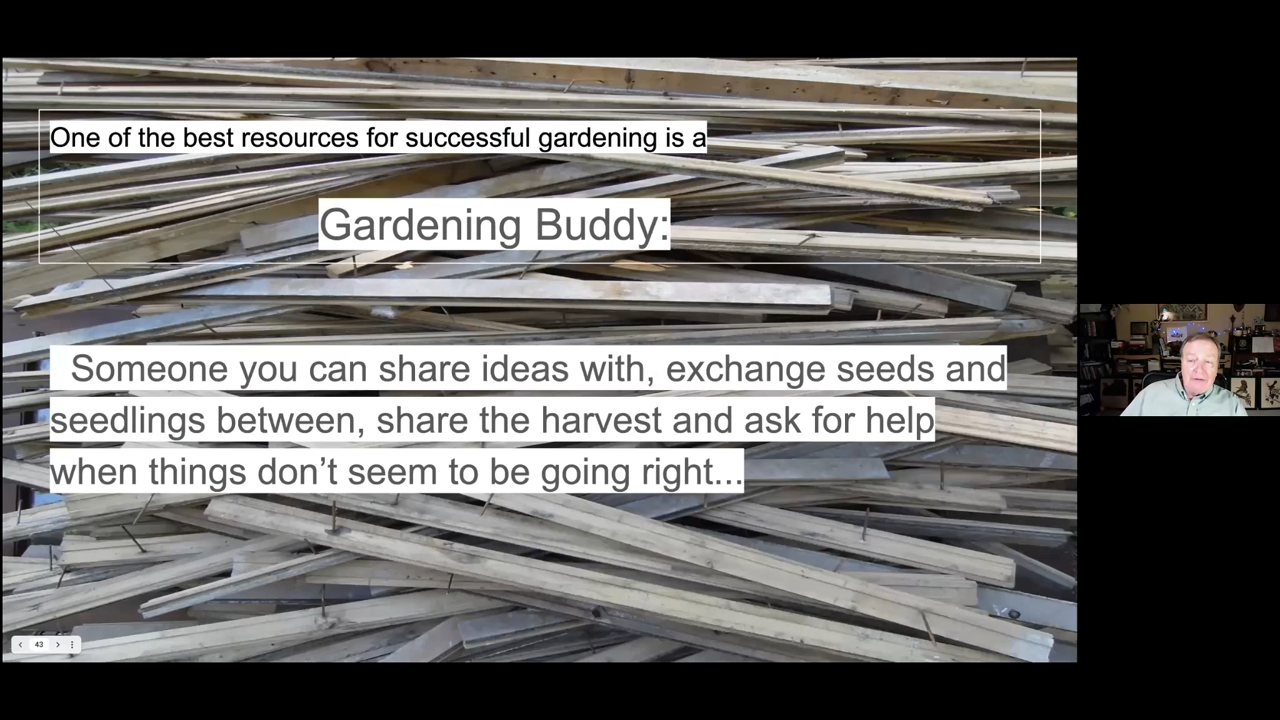 One of the best resources for successful gardening is a
Gardening Buddy:
Someone you can share ideas with, exchange seeds and
seedlings between, share the harvest and ask for help
when things don’t seem to be going right...
43